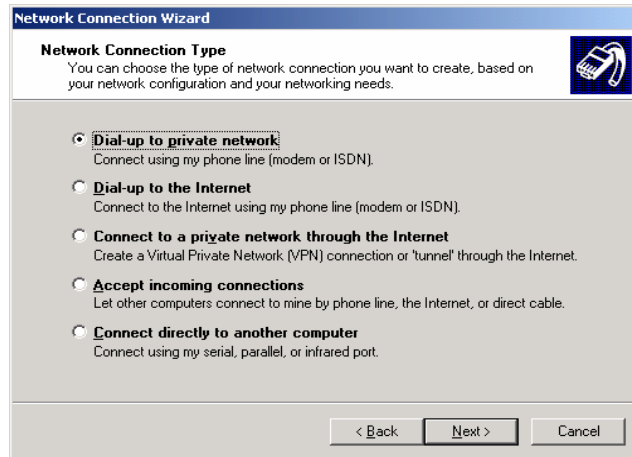 Network Connection Wizard
Network Connection Type
You can choose the type of network connection you want to create, based on
your network configuration and your networking needs.
Dial-up to private network
Connect using my phone line (modem or ISDN).
Dial-up to the Internet
Connect to the Internet using my phone line (modem or ISDN).
Connect to a private network through the Internet
Create a Virtual Private Network (VPN) connection or 'tunnel' through the Internet.
Accept incoming connections
Let other computers connect to mine by phone line, the Internet, or direct cable.
Connect directly to another computer
Connect using my serial, parallel, or infrared port.
< Back Next > Cancel